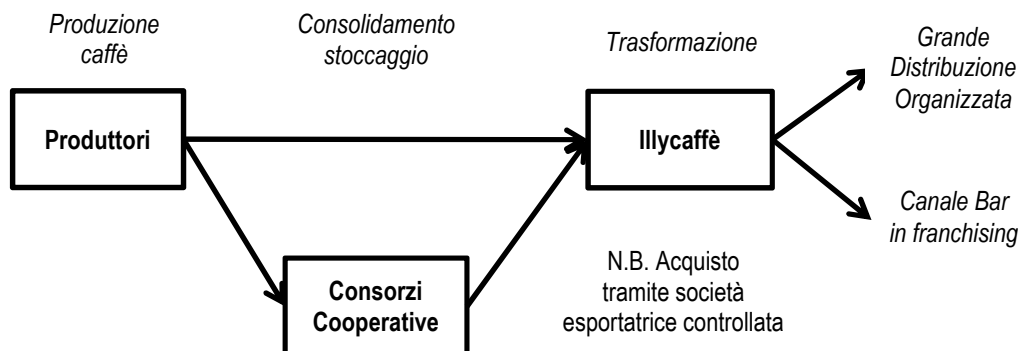 Produzione
caffè
Consolidamento
stoccaggio
Trasformazione
Grande
Distribuzione
Organizzata
Produttori
Illycaffè
Canale Bar
in franchising
Consorzi
Cooperative
N.B. Acquisto
tramite società
esportatrice controllata